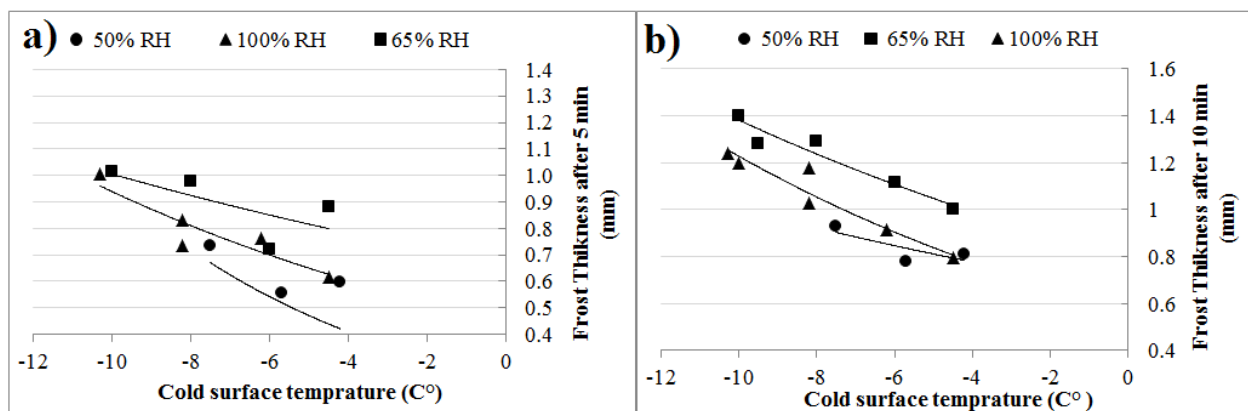 a)
● 50% RH ▲ 100% RH ■ 65% RH
1.4
1.3
1.2
1.1
1.0
0.9
0.8
0.7
0.6
0.5
0.4
Frost Thikness after 5 min
(mm)
-12 -10 -8 -6 -4 -2 0
Cold surface temprature (C°)
b)
● 50% RH ■ 65% RH ▲ 100% RH
1.6
1.4
1.2
1
0.8
0.6
0.4
Frost Thikness after 10 min
(mm)
-12 -10 -8 -6 -4 -2 0
Cold surface temprature (C° )